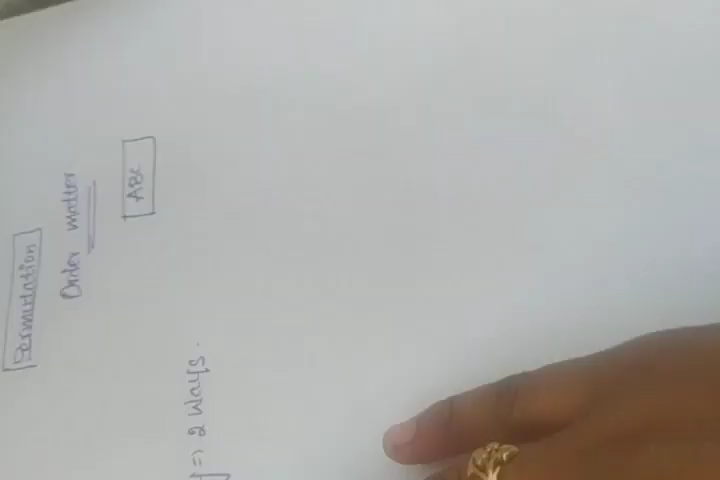 Permutation
Order matter
ABC
y => 2 ways.